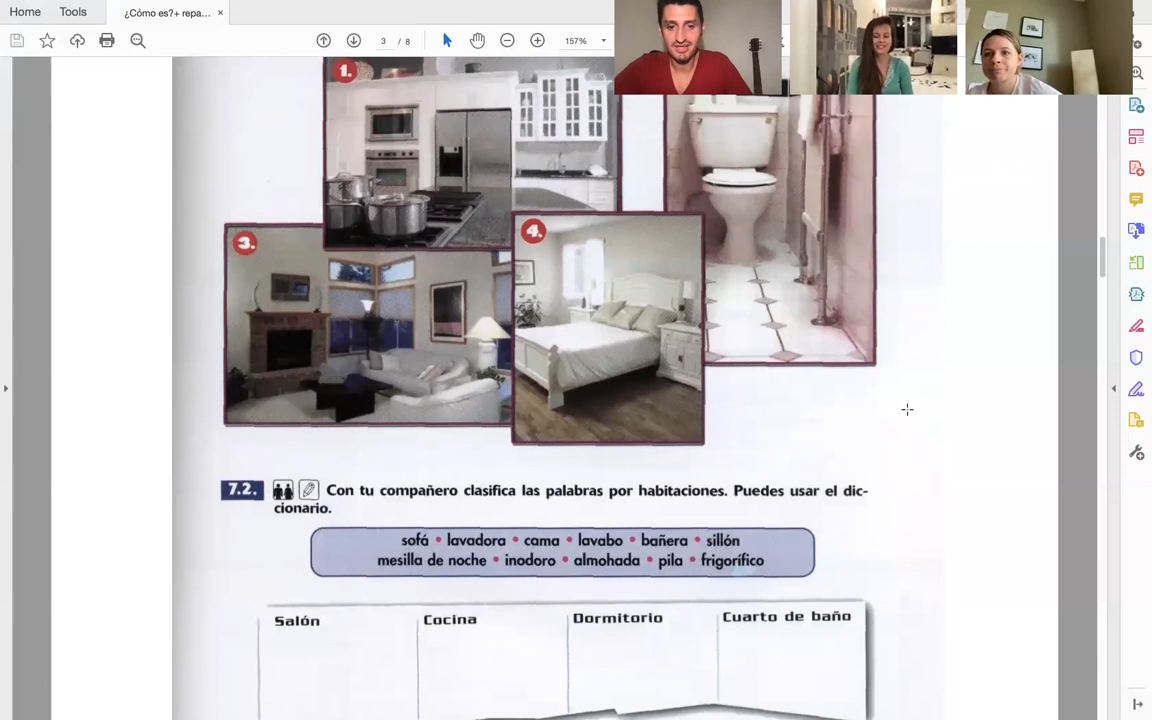 Home
Tools
¿Cómo es?+ repa... ×
3 / 8
157%
1.
3.
4.
7.2. Con tu compañero clasifica las palabras por habitaciones. Puedes usar el dic-
cionario.
sofá • lavadora • cama • lavabo • bañera • sillón
mesilla de noche • inodoro • almohada • pila • frigorífico
Salón
Cocina
Dormitorio
Cuarto de baño